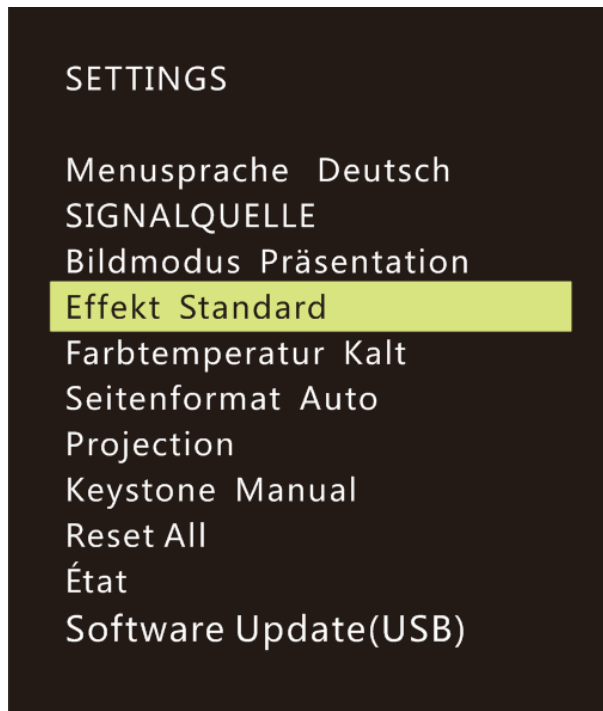 SETTINGS
Menusprache Deutsch
SIGNALQUELLE
Bildmodus Präsentation
Effekt Standard
Farbtemperatur Kalt
Seitenformat Auto
Projection
Keystone Manual
Reset All
État
Software Update(USB)